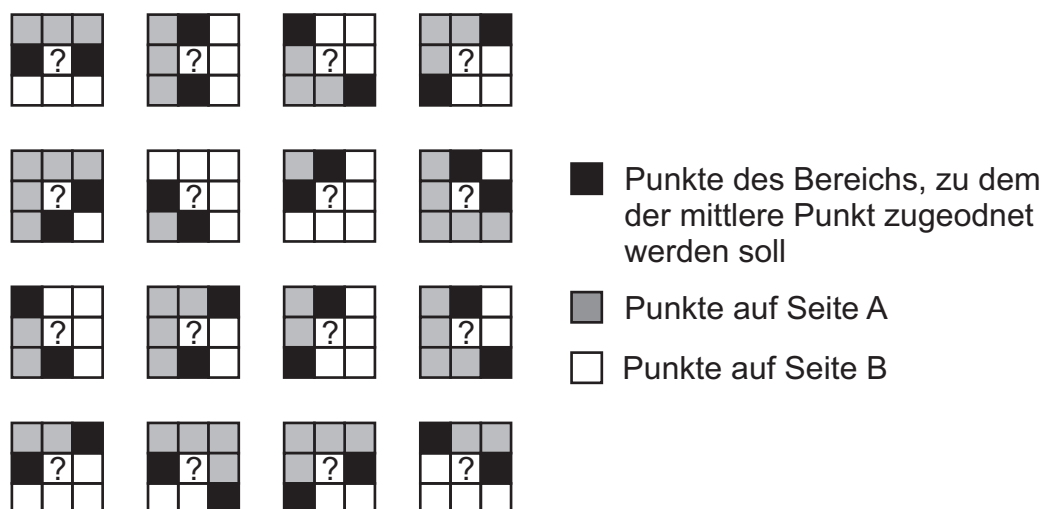 ? ? ? ?
? ? ? ?
? ? ? ?
? ? ? ?
Punkte des Bereichs, zu dem
der mittlere Punkt zugeodnet
werden soll
Punkte auf Seite A
Punkte auf Seite B